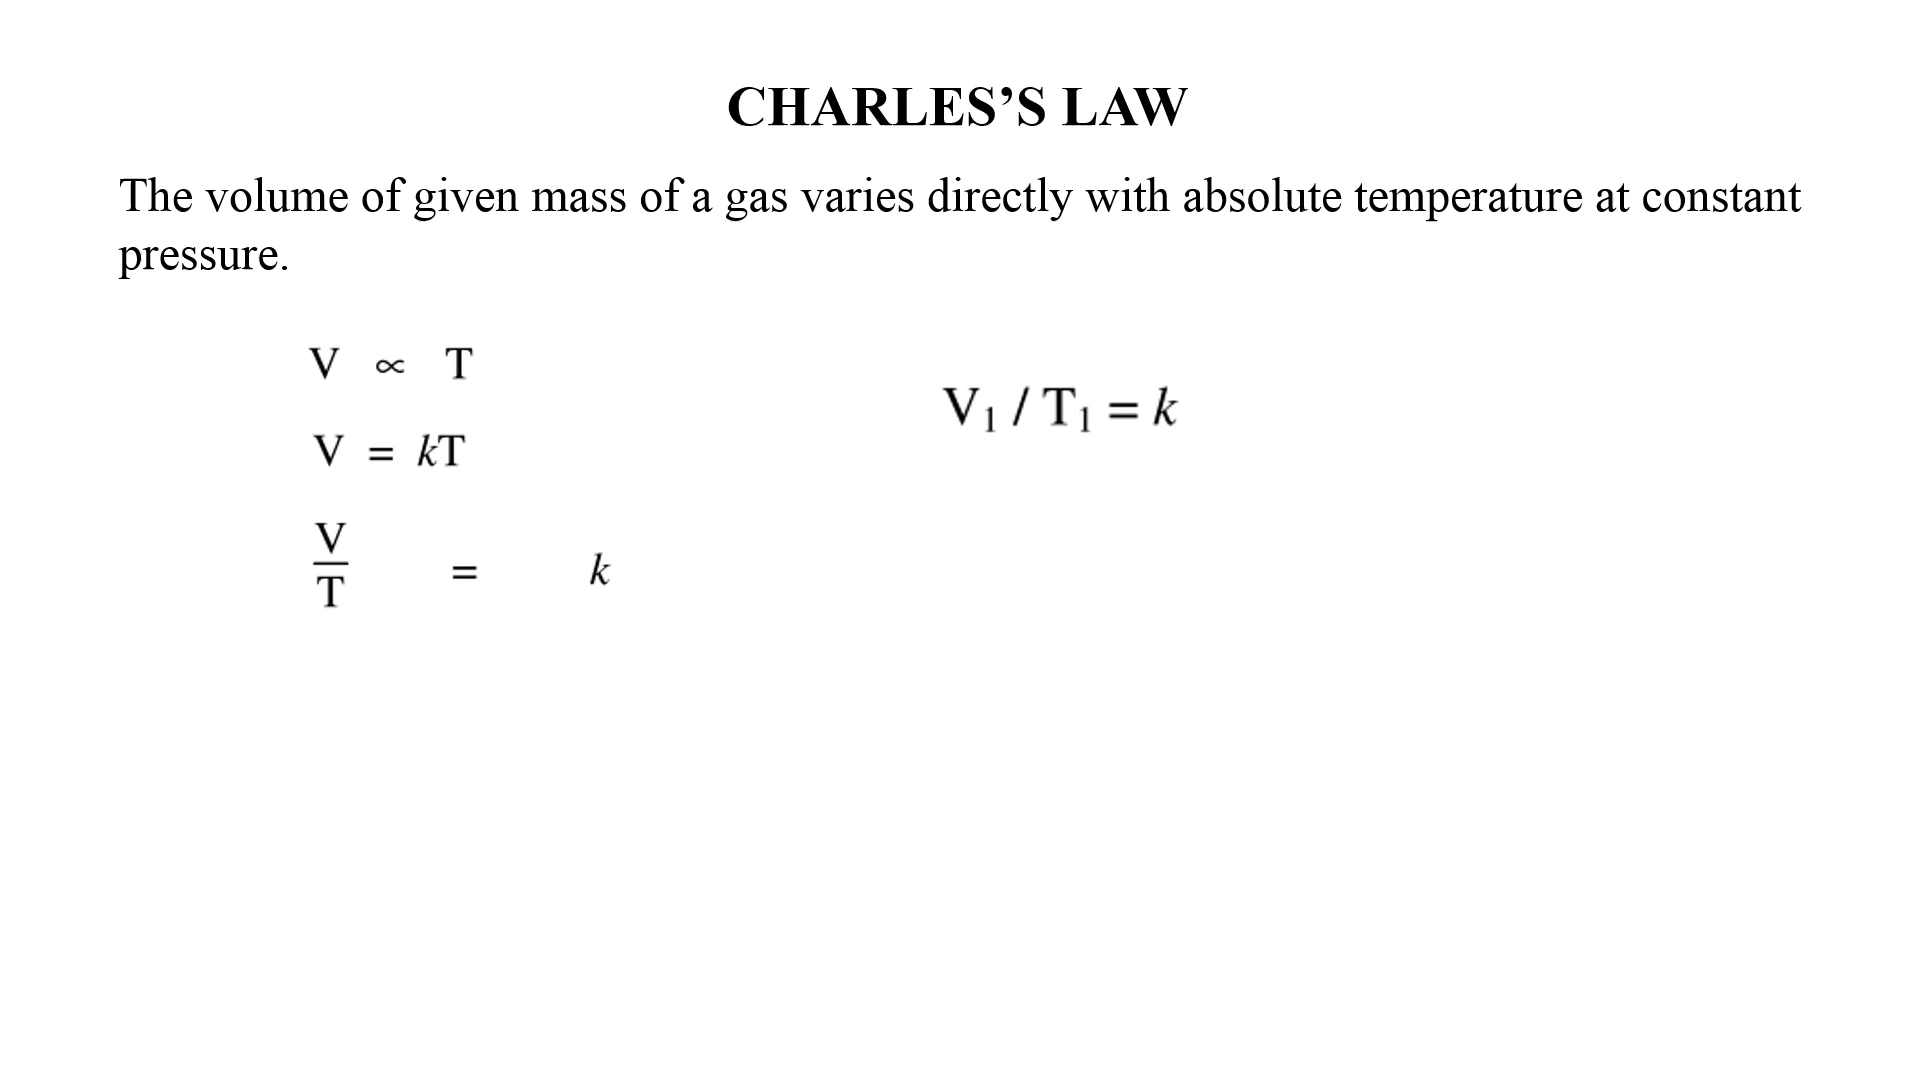 CHARLES’S LAW
The volume of given mass of a gas varies directly with absolute temperature at constant
pressure.
V ∝ T
V = kT
V
T
= k
V₁ / T₁ = k